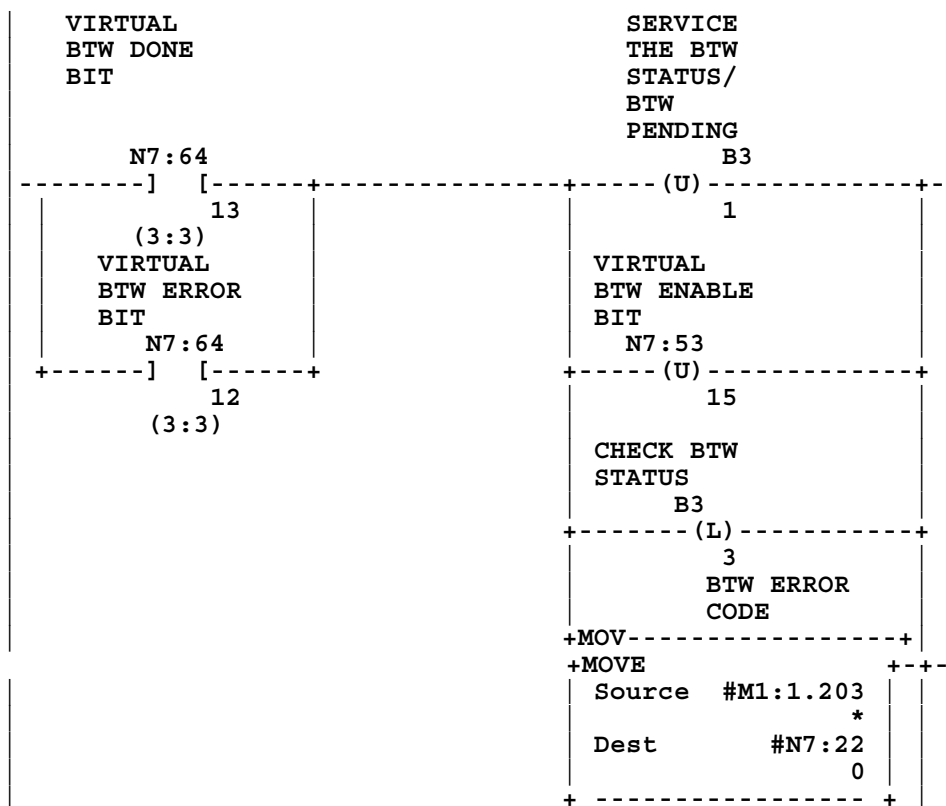 VIRTUAL SERVICE
BTW DONE THE BTW
BIT STATUS/
BTW
PENDING
N7:64 B3
--------] [------+---------------+-----(U)-------------+-
13 1
(3:3)
VIRTUAL VIRTUAL
BTW ERROR BTW ENABLE
BIT BIT
N7:64 N7:53
+------] [------+ +-----(U)-------------+
12 15
(3:3)
CHECK BTW
STATUS
B3
+-------(L)-----------+
3
BTW ERROR
CODE
+MOV-----------------+
+MOVE +-+-
Source #M1:1.203
*
Dest #N7:22
0
+ ----------------- +